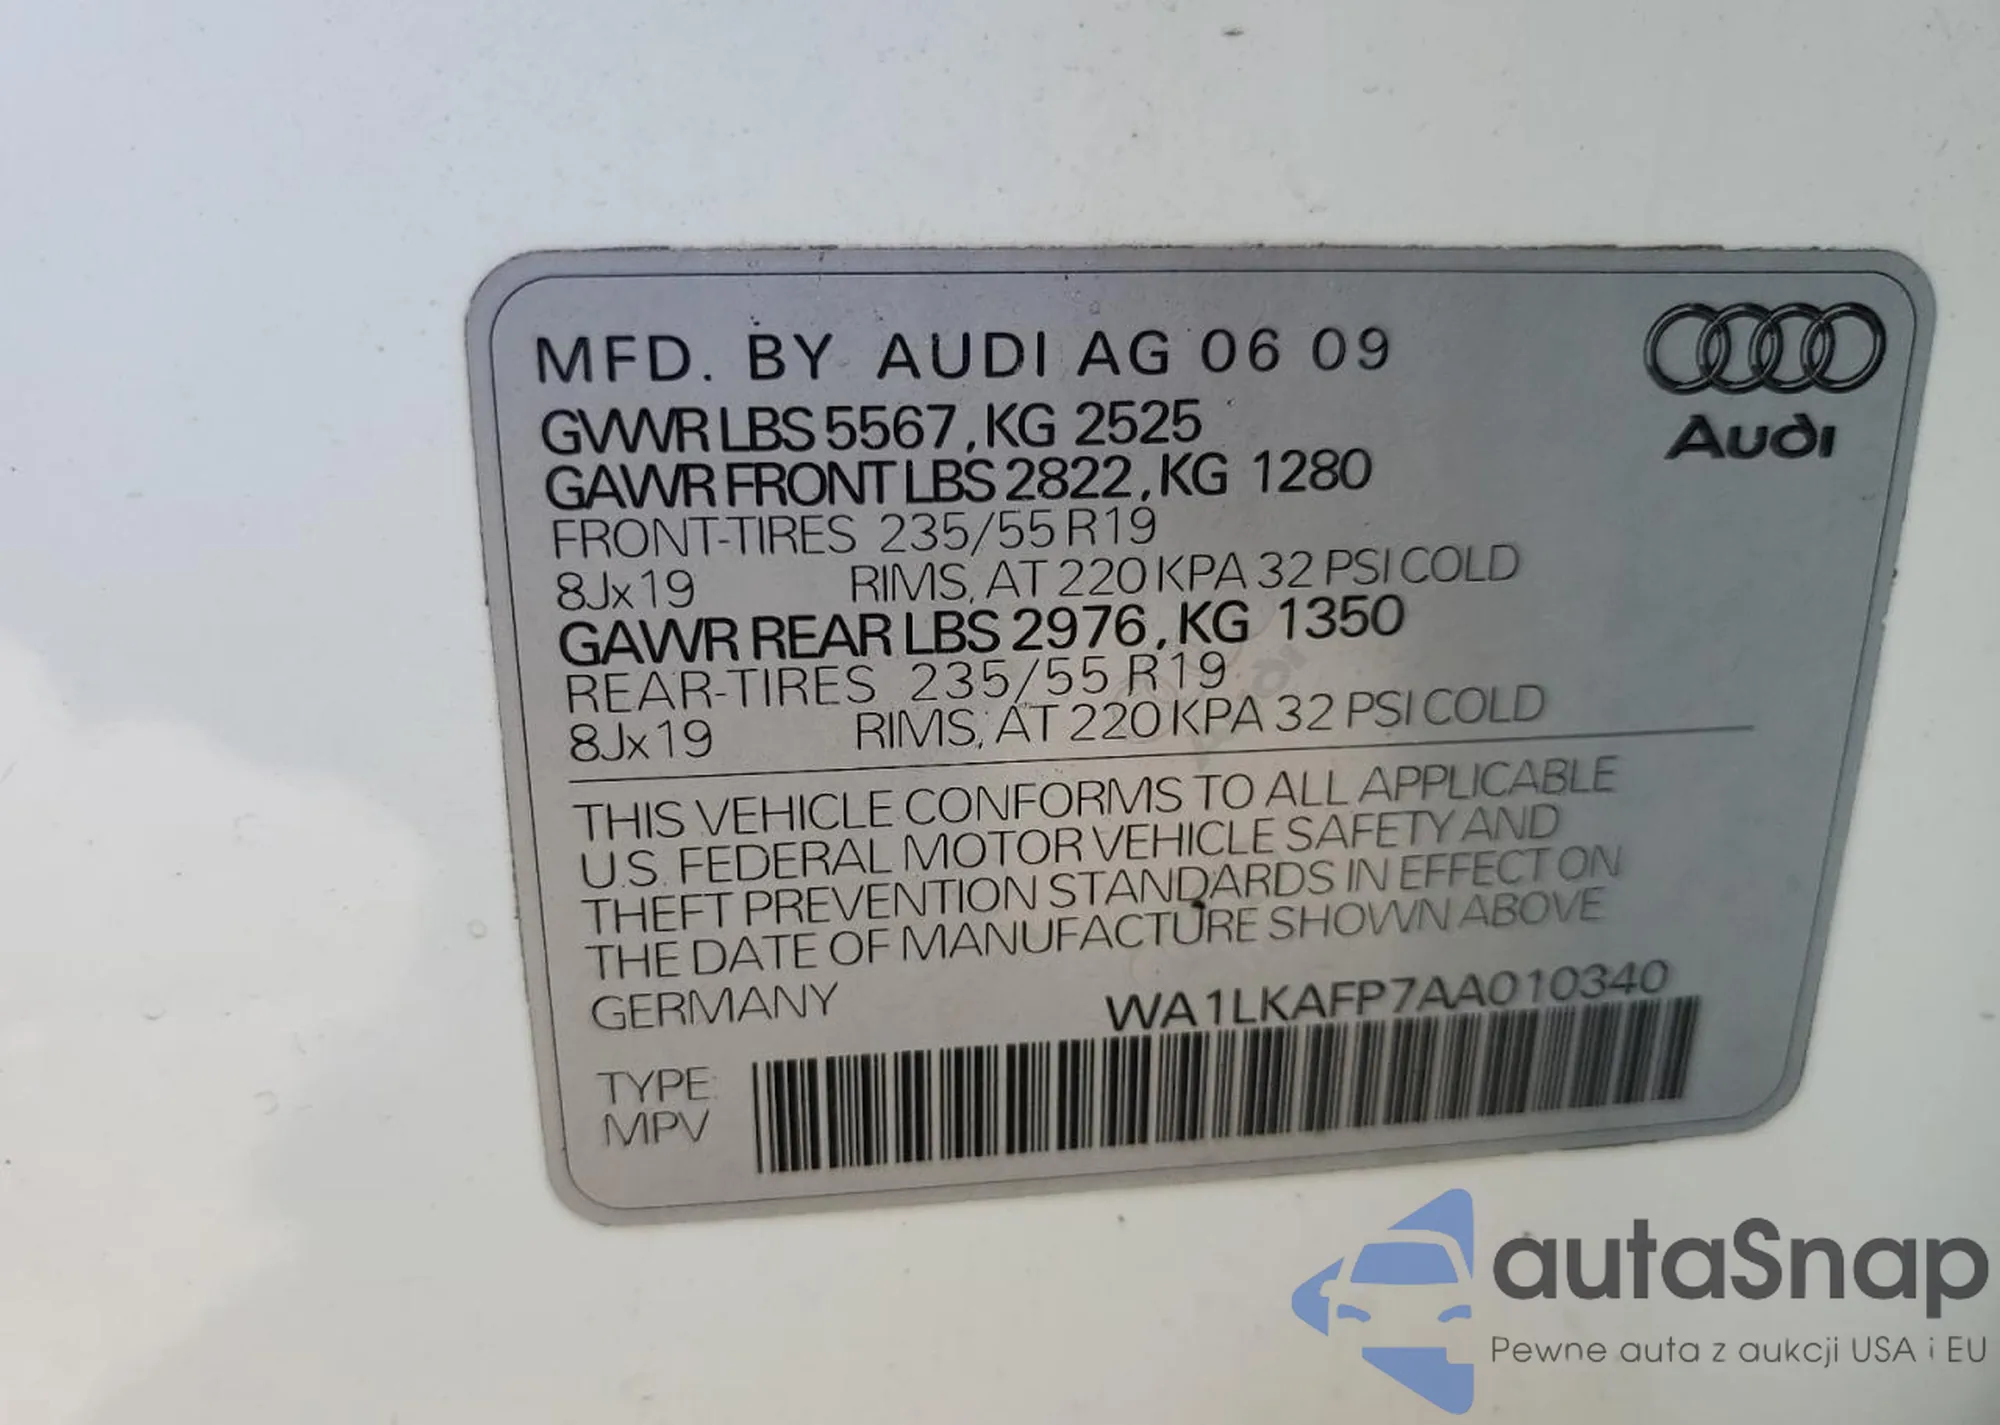 MFD. BY AUDI AG 06 09
GVWR LBS 5567, KG 2525
GAWR FRONT LBS 2822, KG 1280
FRONT-TIRES 235/55 R19
8Jx19 RIMS, AT 220 KPA 32 PSI COLD
GAWR REAR LBS 2976, KG 1350
REAR-TIRES 235/55 R19
8Jx19 RIMS, AT 220 KPA 32 PSI COLD
Audi
THIS VEHICLE CONFORMS TO ALL APPLICABLE
U.S. FEDERAL MOTOR VEHICLE SAFETY AND
THEFT PREVENTION STANDARDS IN EFFECT ON
THE DATE OF MANUFACTURE SHOWN ABOVE
GERMANY WA1LKAFP7AA010340
TYPE:
MPV
autaSnap
Pewne auta z aukcji USA i EU